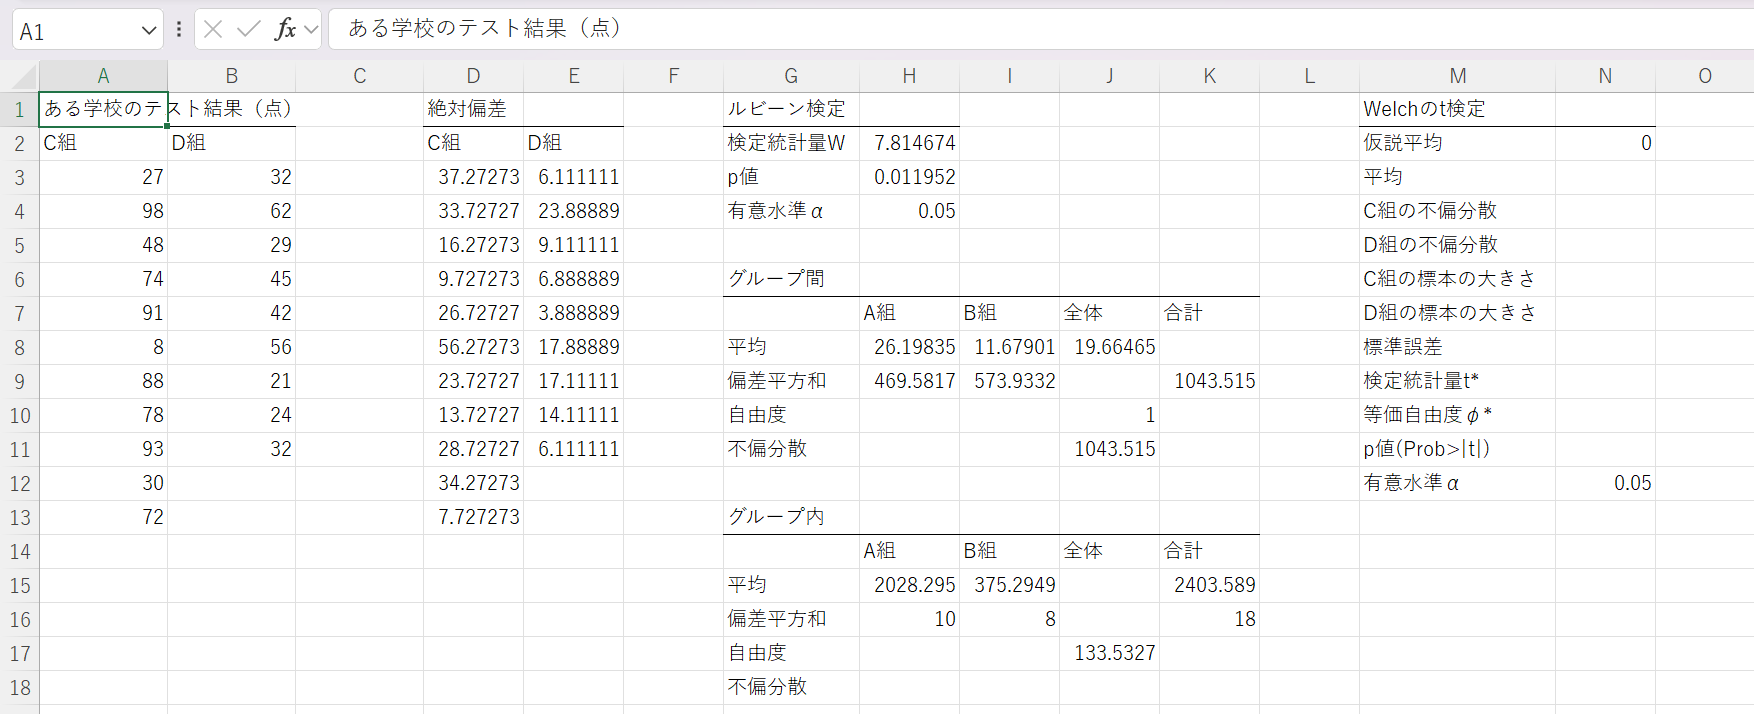 A1 fx ある学校のテスト結果（点）
A B C D E F G H I J K L M N O
1 ある学校のテスト結果（点） 絶対偏差 ルビーン検定 Welchのt検定
2 C組 D組 C組 D組 検定統計量W 7.814674 仮説平均 0
3 27 32 37.27273 6.111111 p値 0.011952 平均
4 98 62 33.72727 23.88889 有意水準α 0.05 C組の不偏分散
5 48 29 16.27273 9.111111 D組の不偏分散
6 74 45 9.727273 6.888889 グループ間 C組の標本の大きさ
7 91 42 26.72727 3.888889 A組 B組 全体 合計 D組の標本の大きさ
8 8 56 56.27273 17.88889 平均 26.19835 11.67901 19.66465 標準誤差
9 88 21 23.72727 17.11111 偏差平方和 469.5817 573.9332 1043.515 検定統計量t*
10 78 24 13.72727 14.11111 自由度 1 等価自由度φ*
11 93 32 28.72727 6.111111 不偏分散 1043.515 p値(Prob>|t|)
12 30 34.27273 有意水準α 0.05
13 72 7.727273 グループ内
14 A組 B組 全体 合計
15 平均 2028.295 375.2949 2403.589
16 偏差平方和 10 8 18
17 自由度 133.5327
18 不偏分散